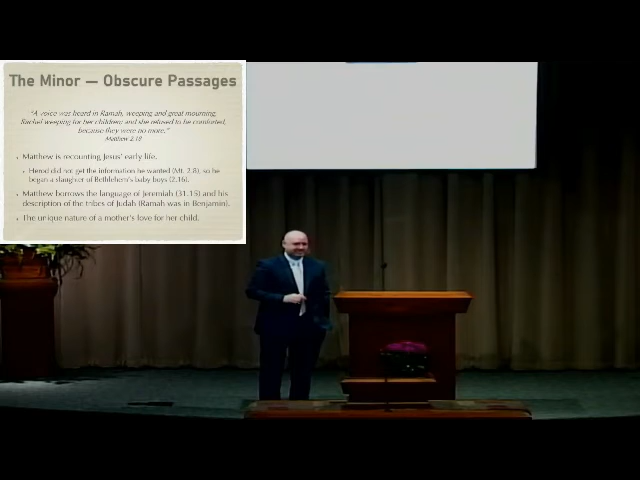 The Minor — Obscure Passages
"A voice was heard in Ramah, weeping and great mourning,
Rachel weeping for her children; and she refused to be comforted,
because they were no more."
Matthew 2.18
Matthew is recounting Jesus' early life.
Herod did not get the information he wanted (Mt. 2.8), so he
began a slaughter of Bethlehem's baby boys (2.16).
Matthew borrows the language of Jeremiah (31.15) and his
description of the tribes of Judah (Ramah was in Benjamin).
The unique nature of a mother's love for her child.